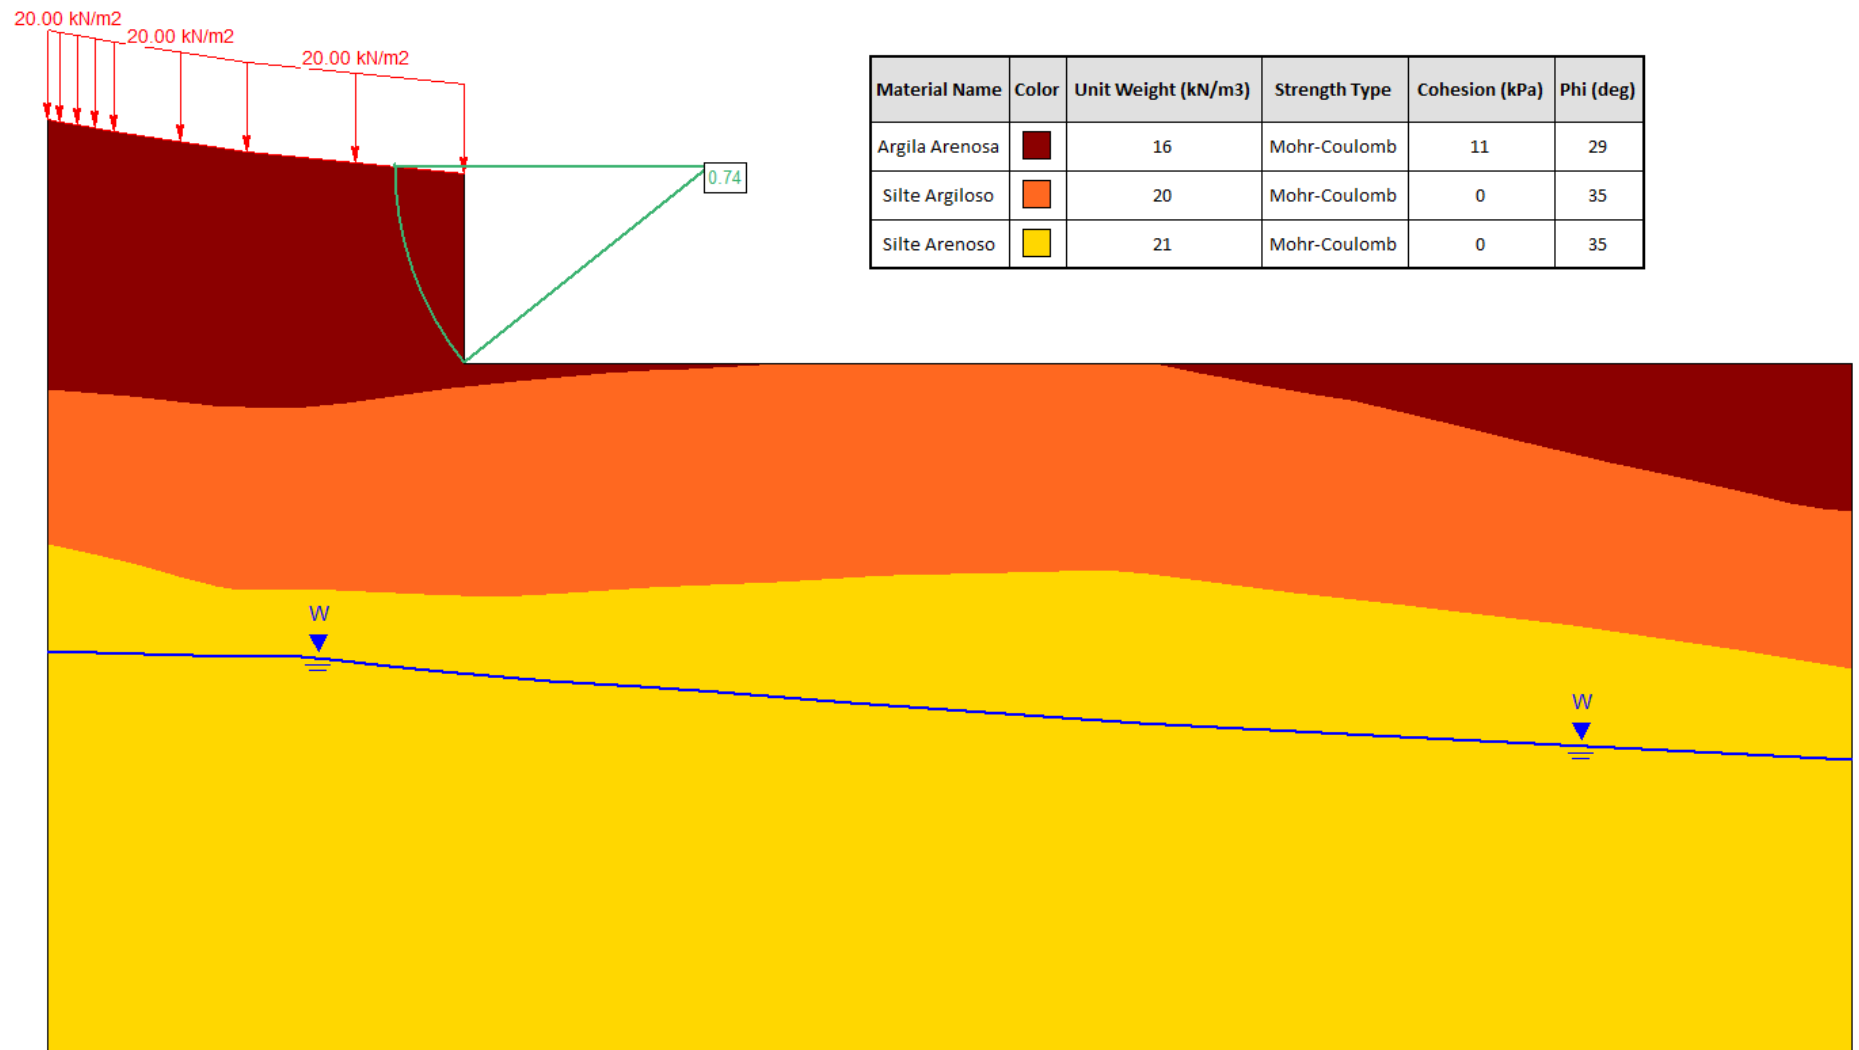 20.00 kN/m2
20.00 kN/m2
20.00 kN/m2
0.74
Material Name Color Unit Weight (kN/m3) Strength Type Cohesion (kPa) Phi (deg)
Argila Arenosa 16 Mohr-Coulomb 11 29
Silte Argiloso 20 Mohr-Coulomb 0 35
Silte Arenoso 21 Mohr-Coulomb 0 35
W
W